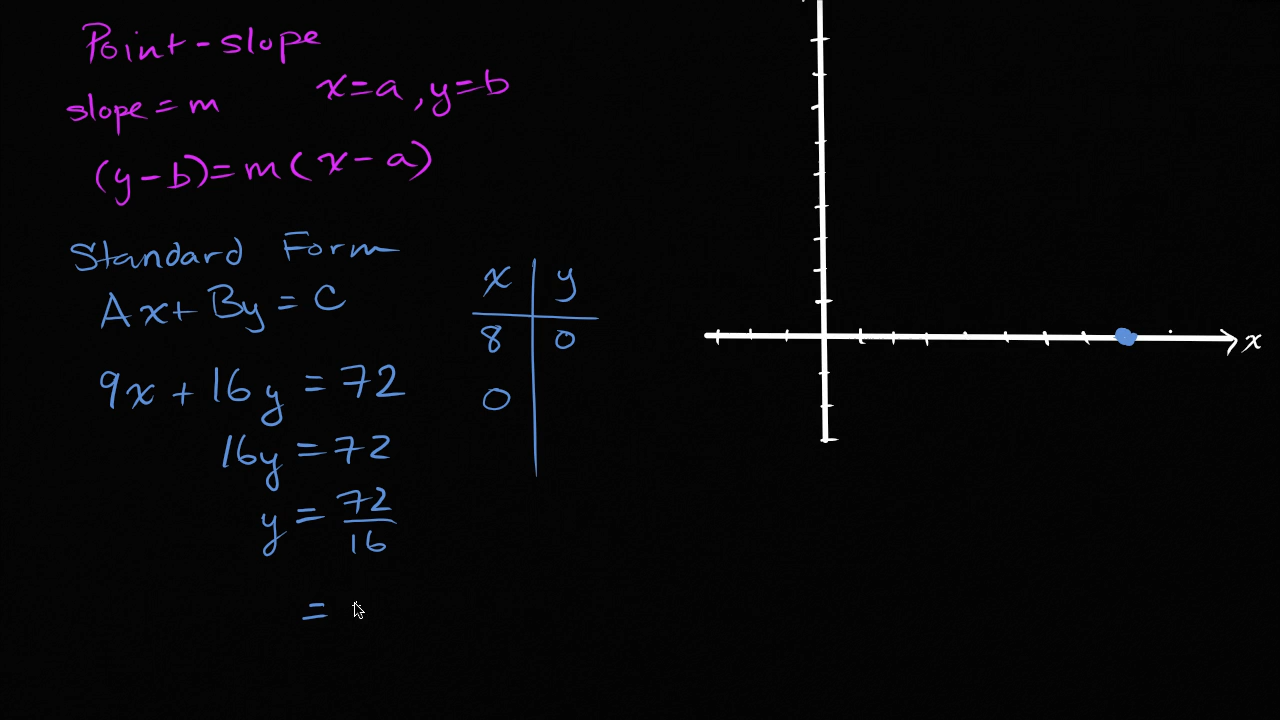 Point-slope
slope = m x=a, y=b
(y-b)=m(x-a)
Standard Form
Ax+By=C
9x+16y=72
16y=72
y=72/16
=
x y
8 0
0
x